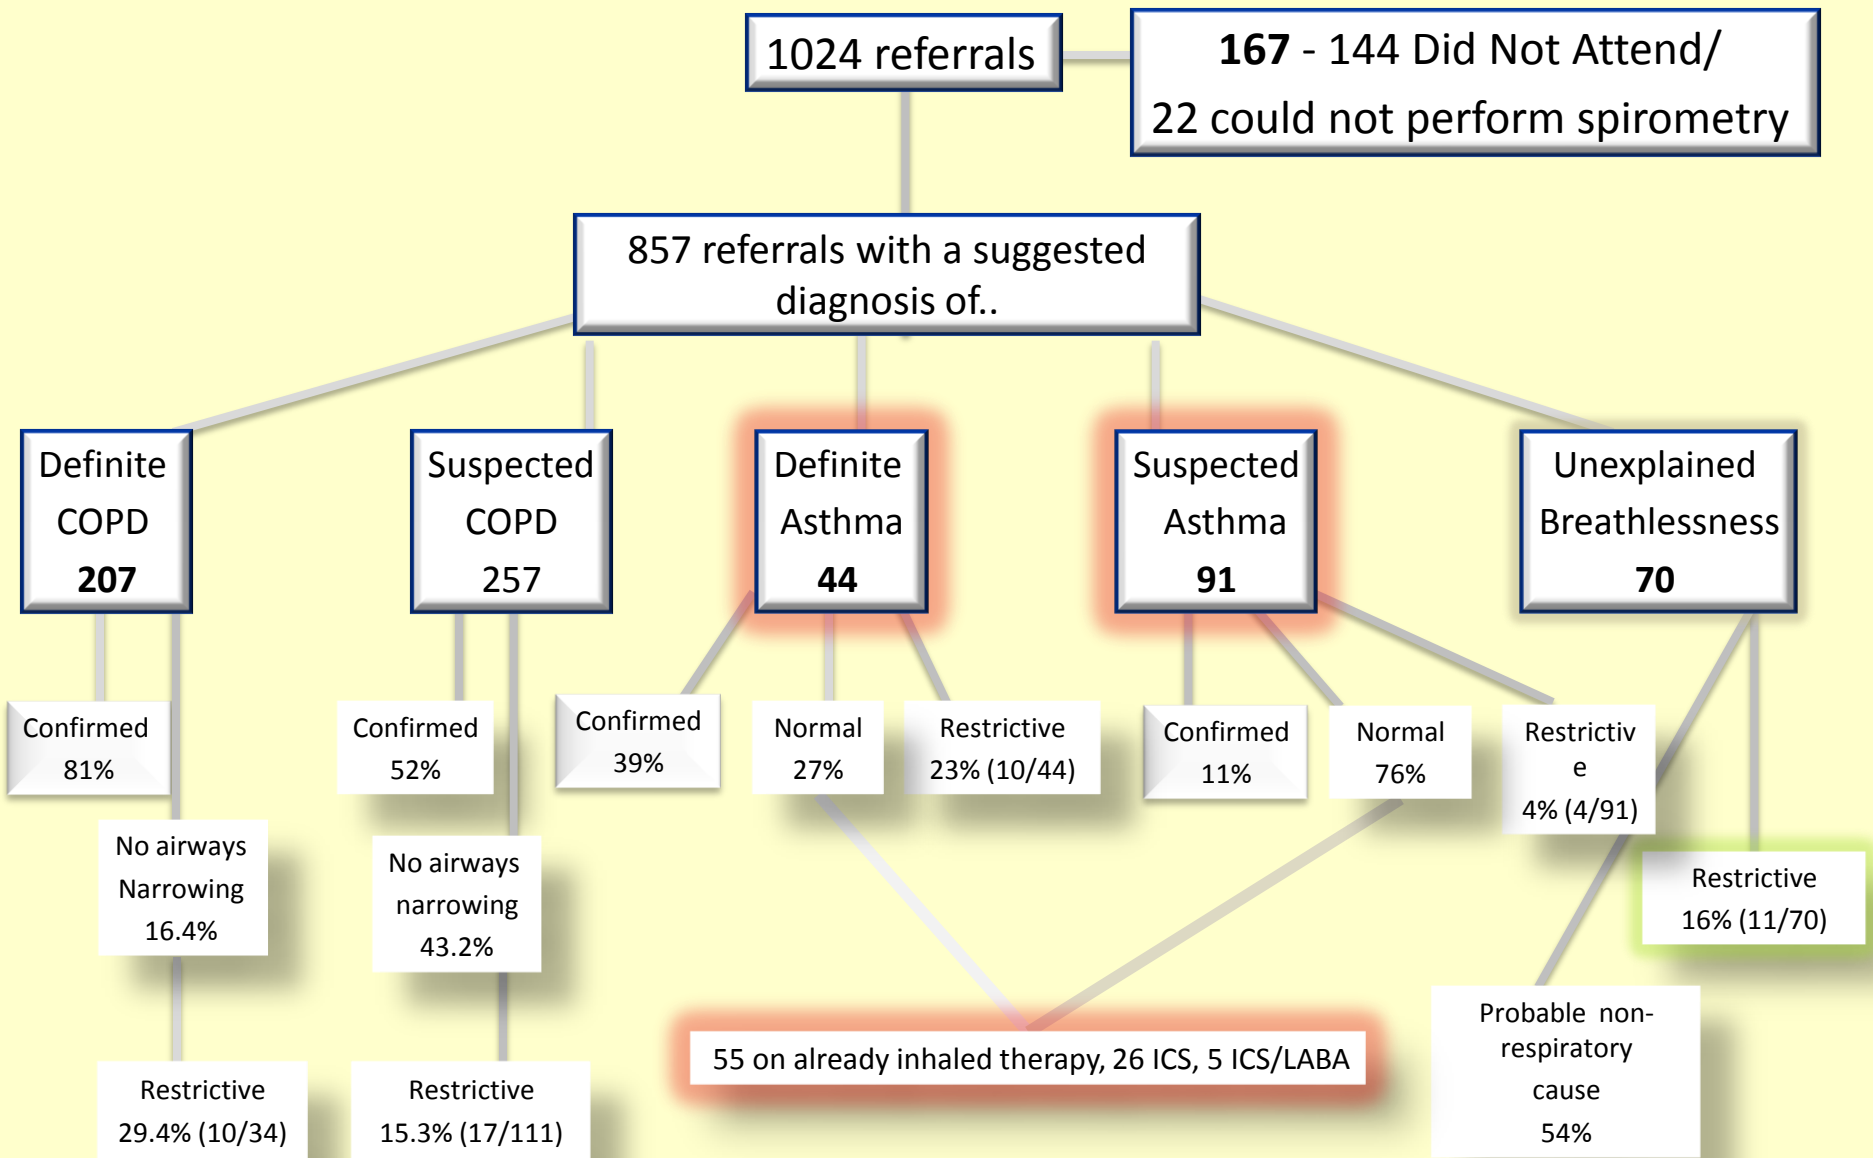 1024 referrals
167 - 144 Did Not Attend/
22 could not perform spirometry
857 referrals with a suggested
diagnosis of..
Definite
COPD
207
Suspected
COPD
257
Definite
Asthma
44
Suspected
Asthma
91
Unexplained
Breathlessness
70
Confirmed
81%
Confirmed
52%
Confirmed
39%
Normal
27%
Restrictive
23% (10/44)
Confirmed
11%
Normal
76%
Restrictiv
e
4% (4/91)
No airways
Narrowing
16.4%
No airways
narrowing
43.2%
Restrictive
16% (11/70)
Restrictive
29.4% (10/34)
Restrictive
15.3% (17/111)
55 on already inhaled therapy, 26 ICS, 5 ICS/LABA
Probable non-
respiratory
cause
54%